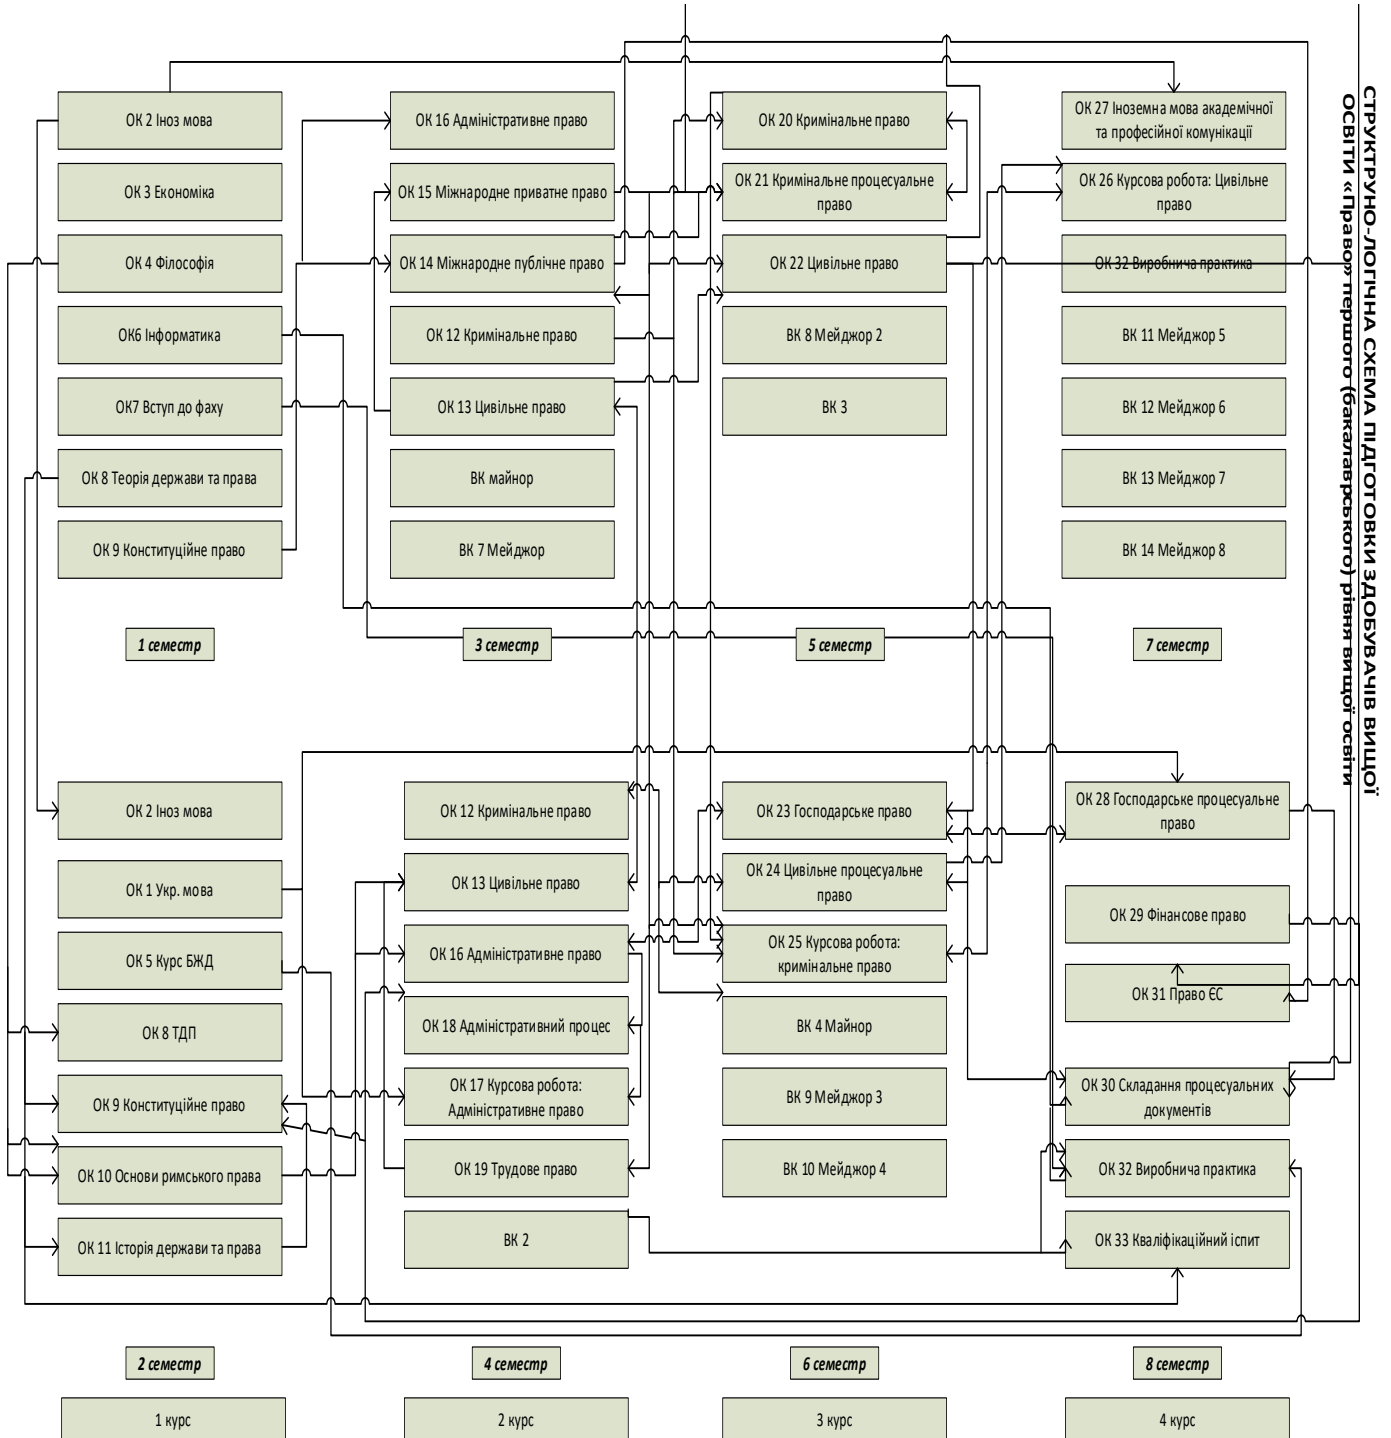 СТРУКТРУНО-ЛОГІЧНА СХЕМА ПІДГОТОВКИ ЗДОБУВАЧІВ ВИЩОЇ
ОСВІТИ «Право» першого (бакалаврського) рівня вищої освіти
ОК 2 Іноз мова
ОК 3 Економіка
ОК 4 Філософія
ОК6 Інформатика
ОК7 Вступ до фаху
ОК 8 Теорія держави та права
ОК 9 Конституційне право
1 семестр
ОК 16 Адміністративне право
ОК 15 Міжнародне приватне право
ОК 14 Міжнародне публічне право
ОК 12 Кримінальне право
ОК 13 Цивільне право
ВК майнор
ВК 7 Мейджор
3 семестр
ОК 20 Кримінальне право
ОК 21 Кримінальне процесуальне
право
ОК 22 Цивільне право
ВК 8 Мейджор 2
ВК 3
5 семестр
ОК 27 Іноземна мова академічної
та професійної комунікації
ОК 26 Курсова робота: Цивільне
право
ОК 32 Виробнича практика
ВК 11 Мейджор 5
ВК 12 Мейджор 6
ВК 13 Мейджор 7
ВК 14 Мейджор 8
7 семестр
ОК 2 Іноз мова
ОК 1 Укр. мова
ОК 5 Курс БЖД
ОК 8 ТДП
ОК 9 Конституційне право
ОК 10 Основи римського права
ОК 11 Історія держави та права
2 семестр
1 курс
ОК 12 Кримінальне право
ОК 13 Цивільне право
ОК 16 Адміністративне право
ОК 18 Адміністративний процес
ОК 17 Курсова робота:
Адміністративне право
ОК 19 Трудове право
ВК 2
4 семестр
2 курс
ОК 23 Господарське право
ОК 24 Цивільне процесуальне
право
ОК 25 Курсова робота:
кримінальне право
ВК 4 Майнор
ВК 9 Мейджор 3
ВК 10 Мейджор 4
6 семестр
3 курс
ОК 28 Господарське процесуальне
право
ОК 29 Фінансове право
ОК 31 Право ЄС
ОК 30 Складання процесуальних
документів
ОК 32 Виробнича практика
ОК 33 Кваліфікаційний іспит
8 семестр
4 курс